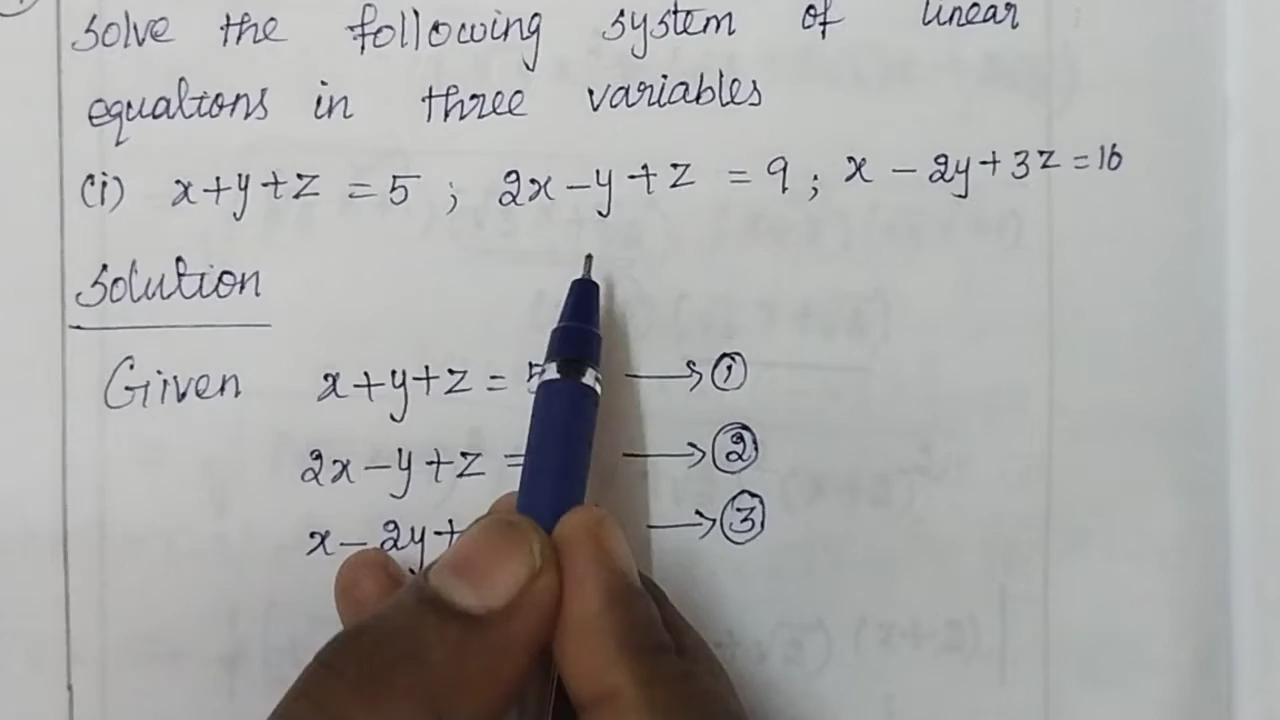 Solve the following system of linear
equations in three variables
(i) x+y+z = 5 ; 2x-y+z = 9 ; x - 2y + 3z = 16
Solution
Given x+y+z = 5 → ①
2x-y+z = → ②
x-2y+ → ③